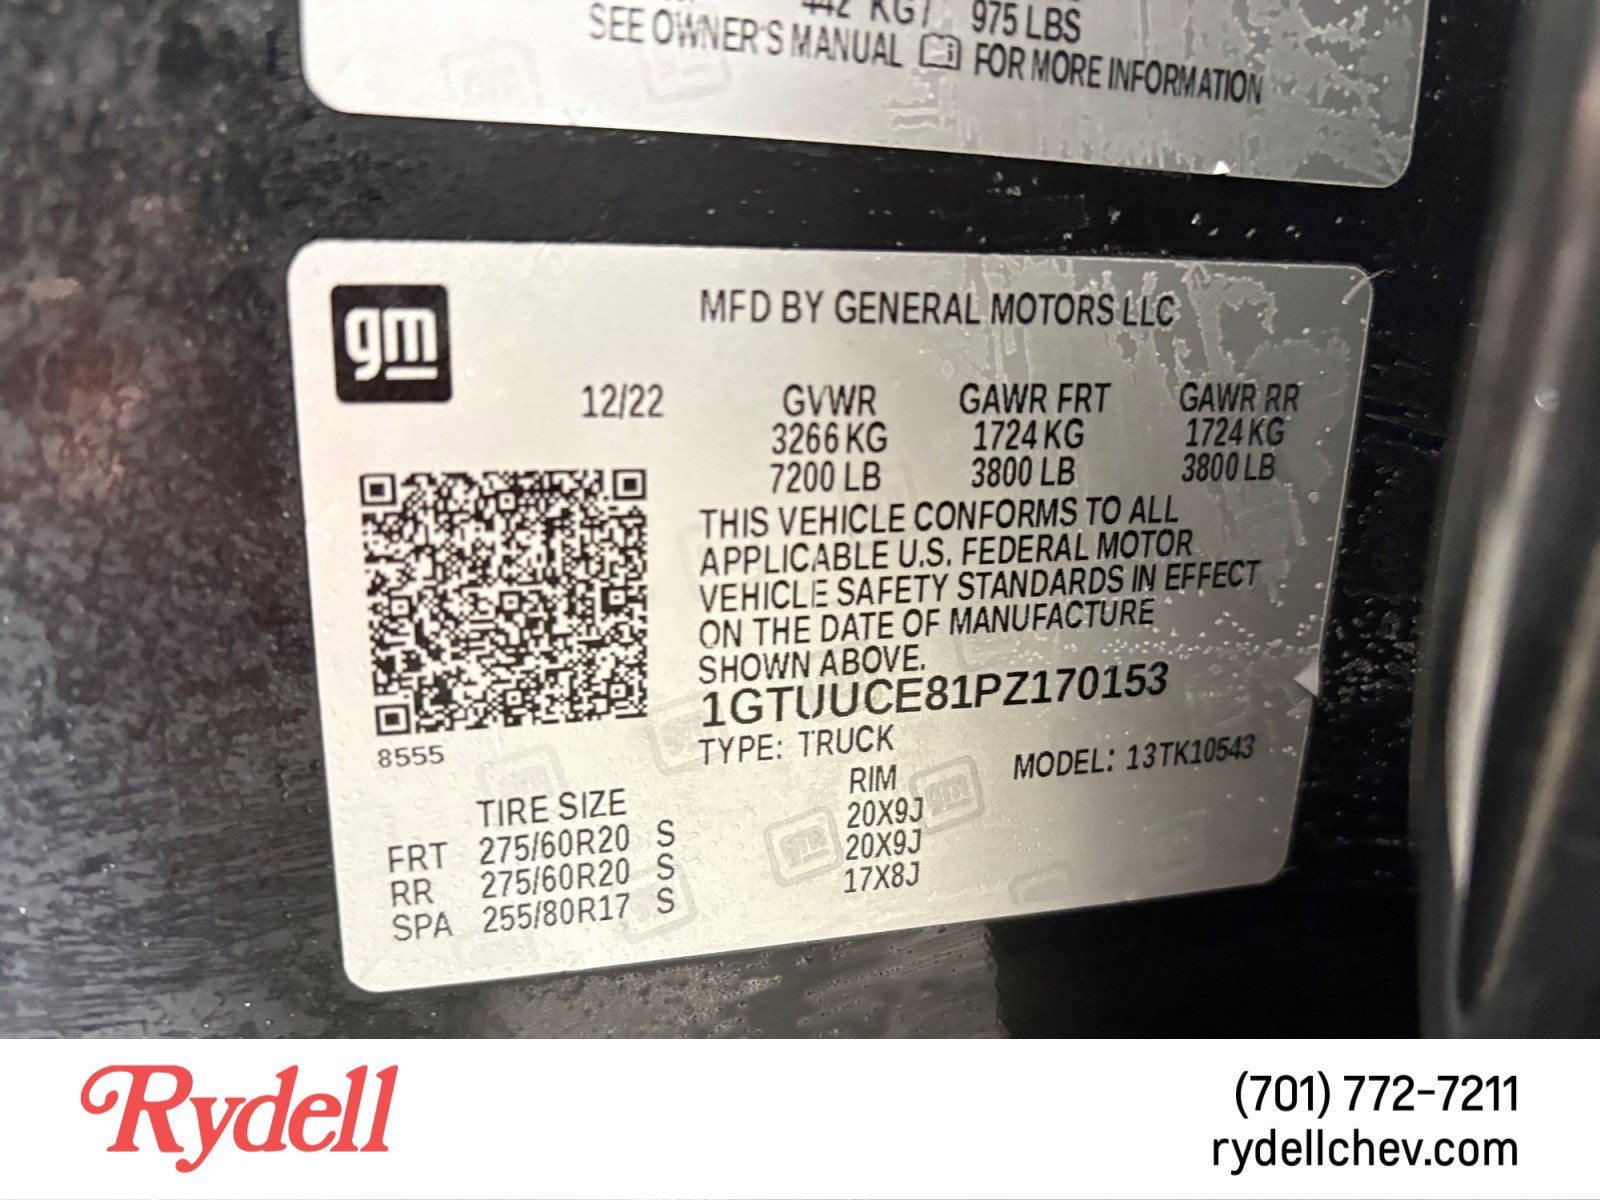 KG / 975 LBS
SEE OWNER'S MANUAL FOR MORE INFORMATION
gm
MFD BY GENERAL MOTORS LLC
12/22 GVWR GAWR FRT GAWR RR
3266 KG 1724 KG 1724 KG
7200 LB 3800 LB 3800 LB
THIS VEHICLE CONFORMS TO ALL
APPLICABLE U.S. FEDERAL MOTOR
VEHICLE SAFETY STANDARDS IN EFFECT
ON THE DATE OF MANUFACTURE
SHOWN ABOVE.
1GTUUCE81PZ170153
8555
TYPE: TRUCK MODEL: 13TK10543
TIRE SIZE RIM
FRT 275/60R20 S 20X9J
RR 275/60R20 S 20X9J
SPA 255/80R17 S 17X8J
Rydell
(701) 772-7211
rydellchev.com